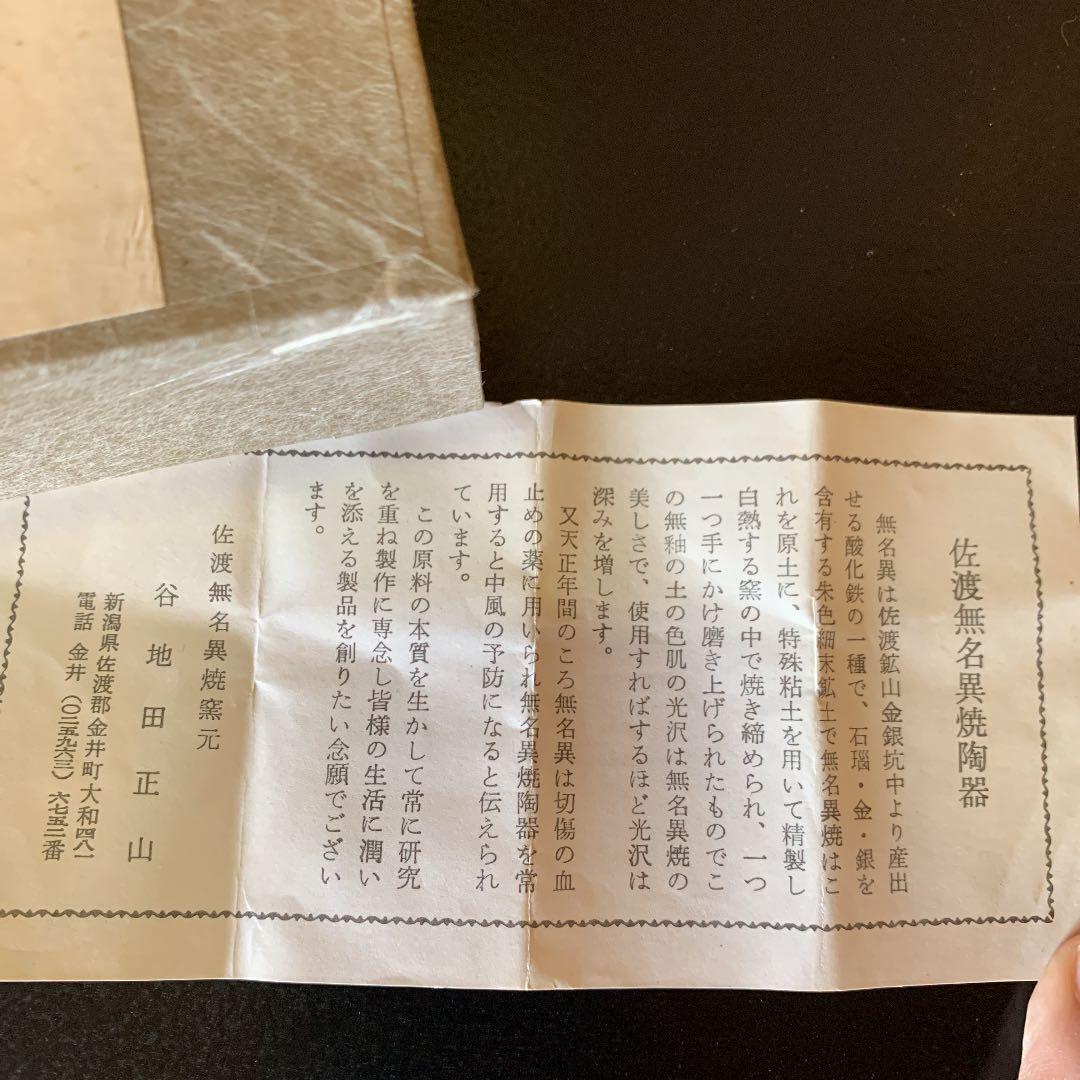 佐渡無名異焼陶器
無名異は佐渡鉱山金銀坑中より産出
せる酸化鉄の一種で、石瑙・金・銀を
含有する朱色細末鉱土で無名異焼はこ
れを原土に、特殊粘土を用いて精製し
白熱する窯の中で焼き締められ、一つ
一つ手にかけ磨き上げられたものでこ
の無釉の土の色肌の光沢は無名異焼の
美しさで、使用すればするほど光沢は
深みを増します。
又天正年間のころ無名異は切傷の血
止めの薬に用いられ無名異焼陶器を常
用すると中風の予防になると伝えられ
ています。
この原料の本質を生かして常に研究
を重ね製作に専念し皆様の生活に潤い
を添える製品を創りたい念願でござい
ます。
佐渡無名異焼窯元
谷地田正山
新潟県佐渡郡金井町大和四八一
電話 金井 (〇二五九六三) 六七五二番